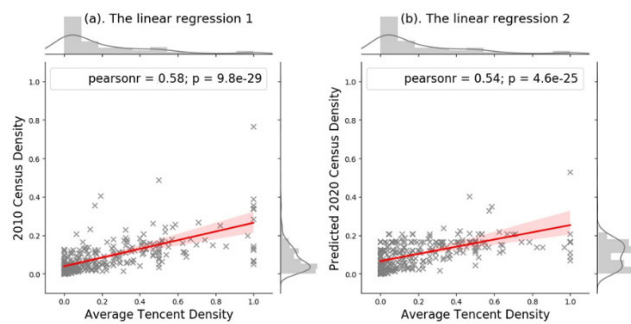 (a). The linear regression 1
pearsonr = 0.58; p = 9.8e-29
2010 Census Density
1.0
0.8
0.6
0.4
0.2
0.0
0.0 0.2 0.4 0.6 0.8 1.0
Average Tencent Density
(b). The linear regression 2
pearsonr = 0.54; p = 4.6e-25
Predicted 2020 Census Density
1.0
0.8
0.6
0.4
0.2
0.0
0.0 0.2 0.4 0.6 0.8 1.0
Average Tencent Density